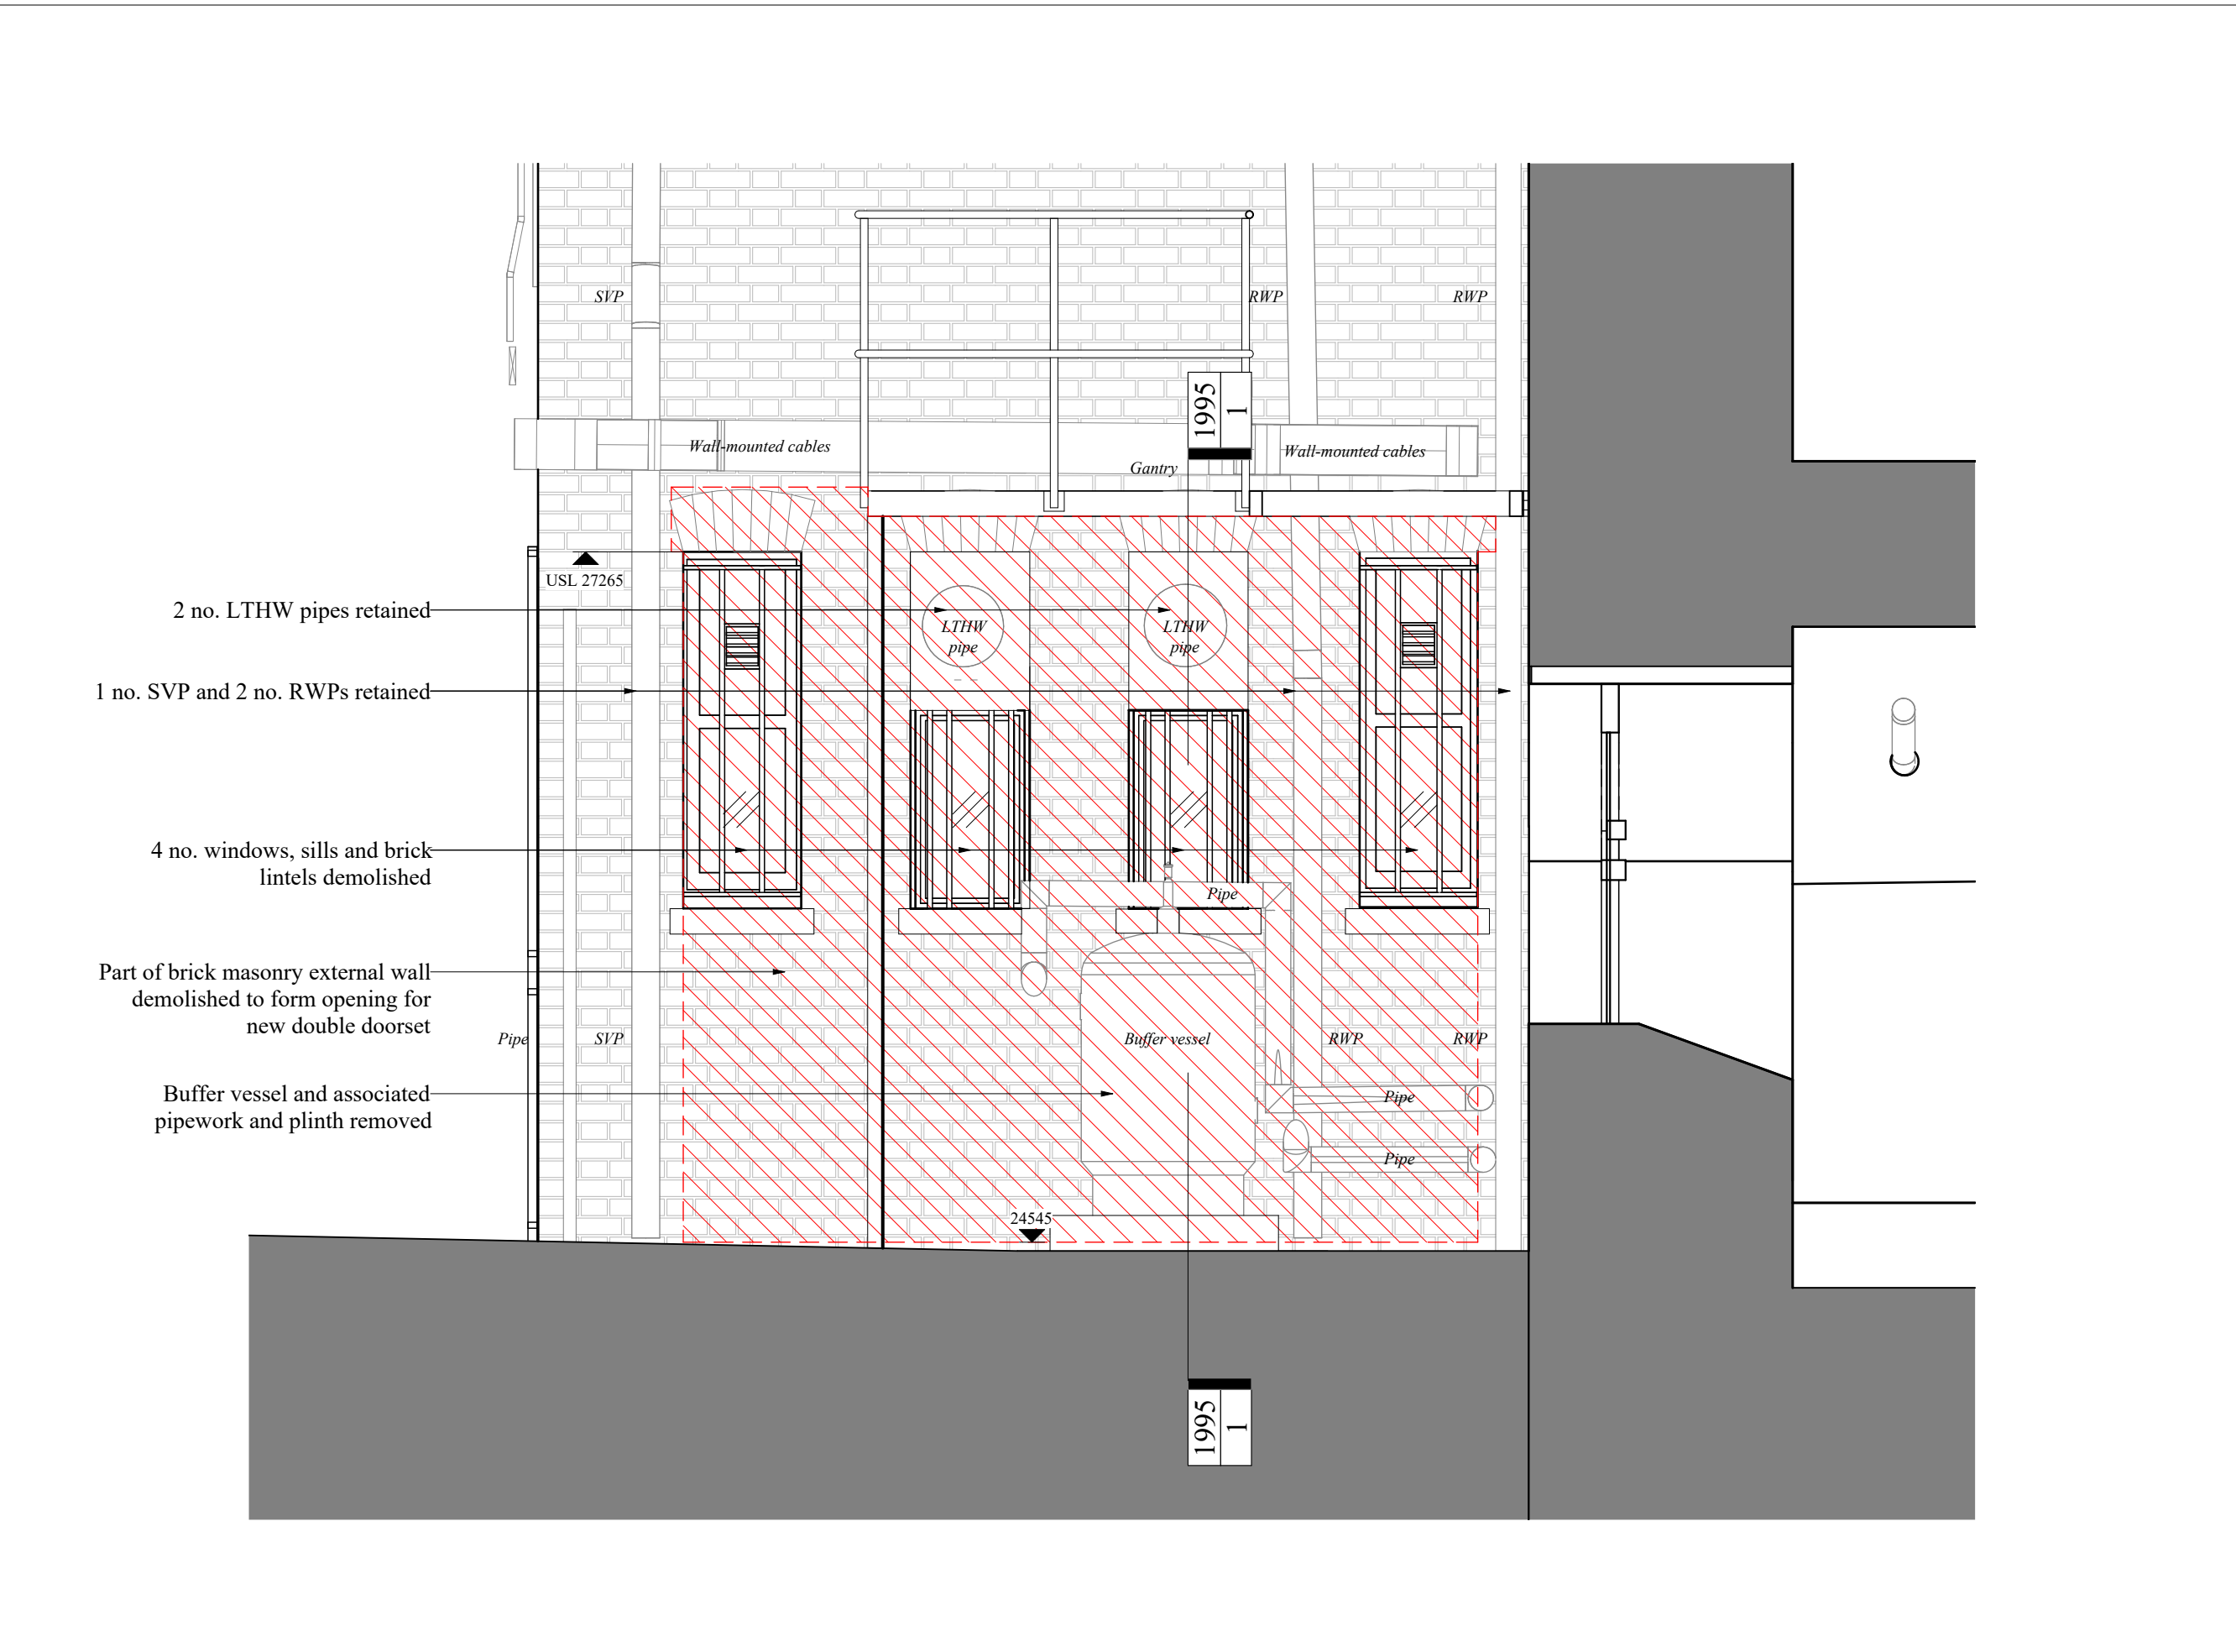 SVP
RWP
RWP
1995
1
Wall-mounted cables
Wall-mounted cables
Gantry
USL 27265
2 no. LTHW pipes retained
LTHW
pipe
LTHW
pipe
1 no. SVP and 2 no. RWPs retained
4 no. windows, sills and brick
lintels demolished
Pipe
Part of brick masonry external wall
demolished to form opening for
new double doorset
Pipe
SVP
Buffer vessel
RWP
RWP
Buffer vessel and associated
pipework and plinth removed
Pipe
Pipe
24545
1995
1